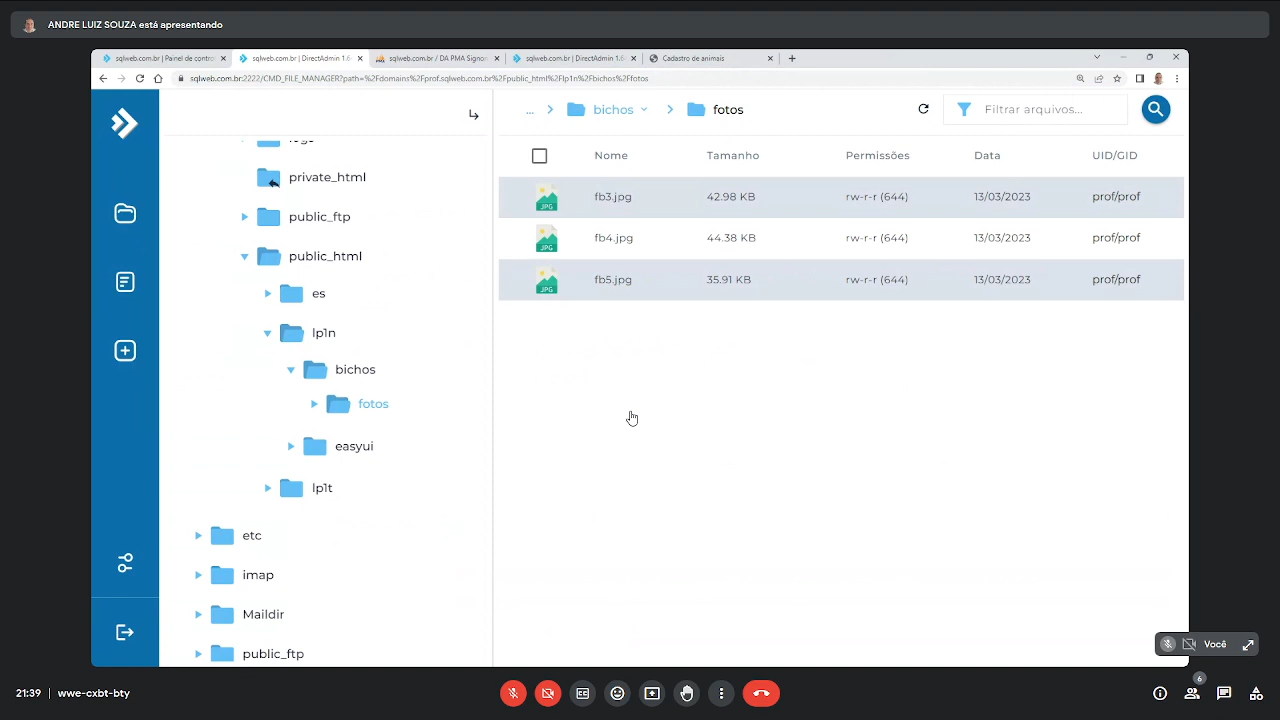 ANDRE LUIZ SOUZA está apresentando
sqlweb.com.br | Painel de contro
sqlweb.com.br | DirectAdmin 1.6
sqlweb.com.br / DA PMA Signon
sqlweb.com.br | DirectAdmin 1.6
Cadastro de animais
sqlweb.com.br:2222/CMD_FILE_MANAGER?path=%2Fdomains%2Fprof.sqlweb.com.br%2Fpublic_html%2Flp1n%2Fbichos%2Ffotos
... bichos fotos
Filtrar arquivos...
Nome Tamanho Permissões Data UID/GID
fb3.jpg 42.98 KB rw-r-r (644) 13/03/2023 prof/prof
fb4.jpg 44.38 KB rw-r-r (644) 13/03/2023 prof/prof
fb5.jpg 35.91 KB rw-r-r (644) 13/03/2023 prof/prof
JPG
JPG
JPG
private_html
public_ftp
public_html
es
lp1n
bichos
fotos
easyui
lp1t
etc
imap
Maildir
public_ftp
Você
21:39 wwe-cxbt-bty
6